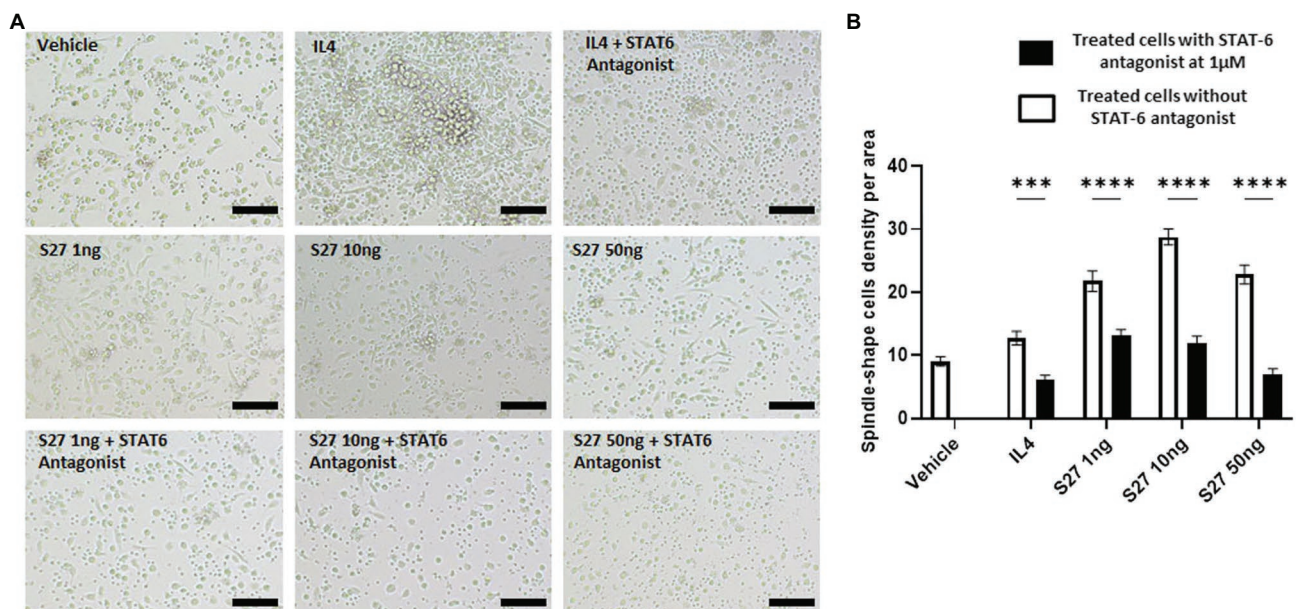 A
Vehicle
IL4
IL4 + STAT6
Antagonist
S27 1ng
S27 10ng
S27 50ng
S27 1ng + STAT6
Antagonist
S27 10ng + STAT6
Antagonist
S27 50ng + STAT6
Antagonist
B
Treated cells with STAT-6
antagonist at 1µM
Treated cells without
STAT-6 antagonist
Spindle-shape cells density per area
40
30
20
10
0
*** **** **** ****
Vehicle
IL4
S27 1ng
S27 10ng
S27 50ng